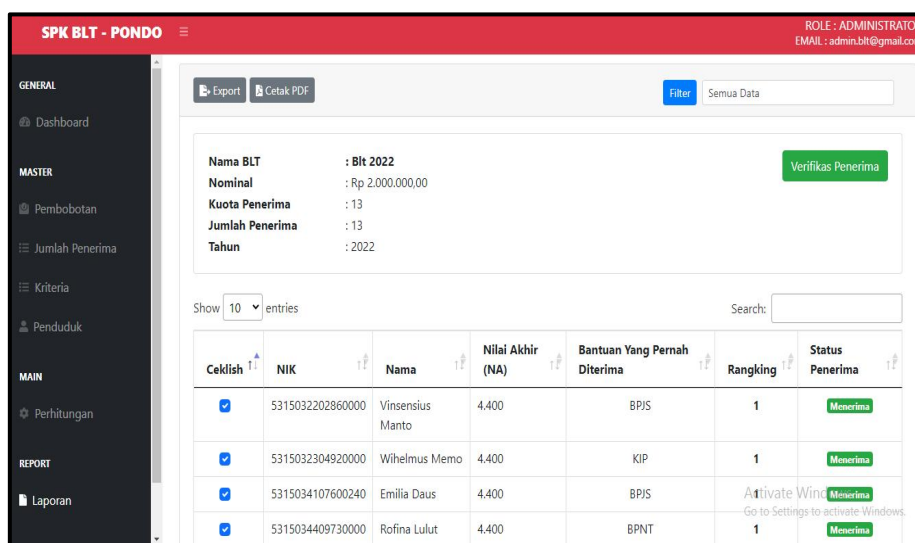 SPK BLT - PONDO
ROLE : ADMINISTRATO
EMAIL : admin.blt@gmail.co
GENERAL
Dashboard
MASTER
Pembobotan
Jumlah Penerima
Kriteria
Penduduk
MAIN
Perhitungan
REPORT
Laporan
Export Cetak PDF
Filter Semua Data
Nama BLT : Blt 2022
Nominal : Rp 2.000.000,00
Kuota Penerima : 13
Jumlah Penerima : 13
Tahun : 2022
Verifikas Penerima
Show 10 entries
Search:
Ceklish NIK Nama Nilai Akhir (NA) Bantuan Yang Pernah Diterima Rangking Status Penerima
5315032202860000 Vinsensius Manto 4.400 BPJS 1 Menerima
5315032304920000 Wihelmus Memo 4.400 KIP 1 Menerima
5315034107600240 Emilia Daus 4.400 BPJS 1 Menerima
5315034409730000 Rofina Lulut 4.400 BPNT 1 Menerima
Activate Windows
Go to Settings to activate Windows.